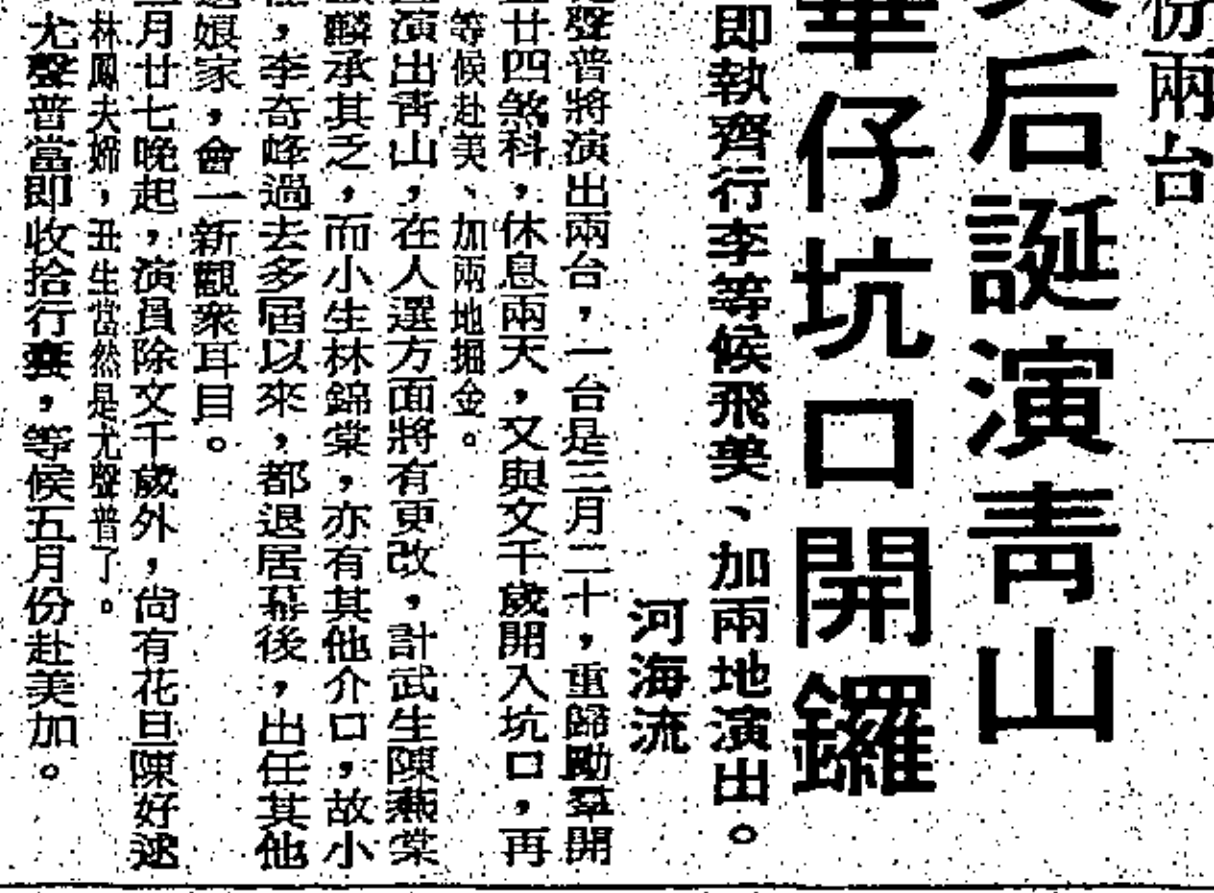 份兩台
后誕演青山
華仔坑口開鑼
即執齊行李等候飛美、加兩地演出。
河海流
聲普將演出兩台，一台是三月二十，重歸勵羣開
廿四煞科，休息兩天，又與文千歲開入坑口，再
等候赴美、加兩地掘金。
演出青山，在人選方面將有更改，計武生陳燕棠
麟承其乏，而小生林錦棠，亦有其他介口，故小
，李奇峰過去多屆以來，都退居幕後，出任其他
娘家，會一新觀衆耳目。
月廿七晚起，演員除文千歲外，尚有花旦陳好逑
林鳳夫婦，丑生當然是尤聲普了。
尤聲普當即收拾行囊，等候五月份赴美加。